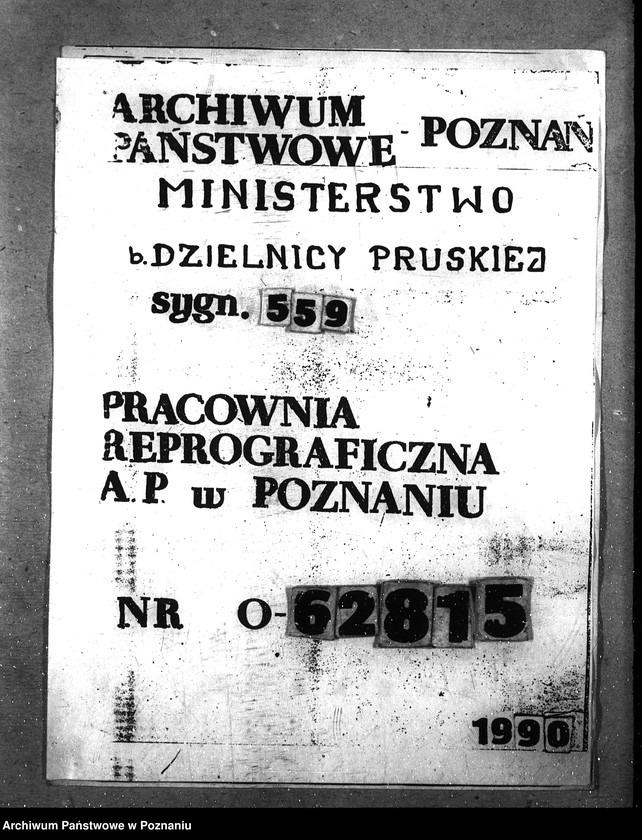 ARCHIWUM
PAŃSTWOWE - POZNAŃ
MINISTERSTWO
b. DZIELNICY PRUSKIEJ
sygn. 559
PRACOWNIA
REPROGRAFICZNA
A.P. w POZNANIU
NR O-62815
1990
Archiwum Państwowe w Poznaniu